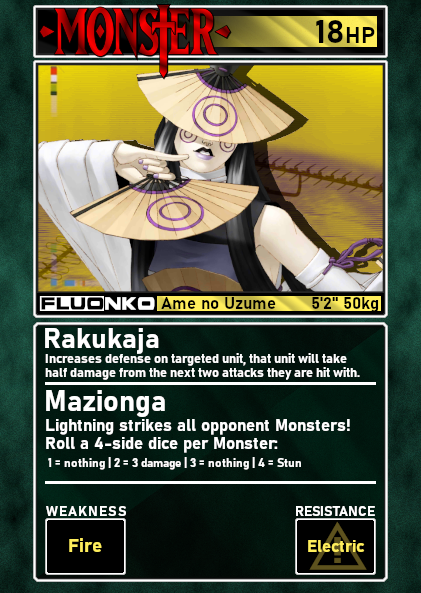 MONSTER
18HP
FLUONKO Ame no Uzume 5'2" 50kg
Rakukaja
Increases defense on targeted unit, that unit will take
half damage from the next two attacks they are hit with.
Mazionga
Lightning strikes all opponent Monsters!
Roll a 4-side dice per Monster:
1 = nothing | 2 = 3 damage | 3 = nothing | 4 = Stun
WEAKNESS RESISTANCE
Fire Electric